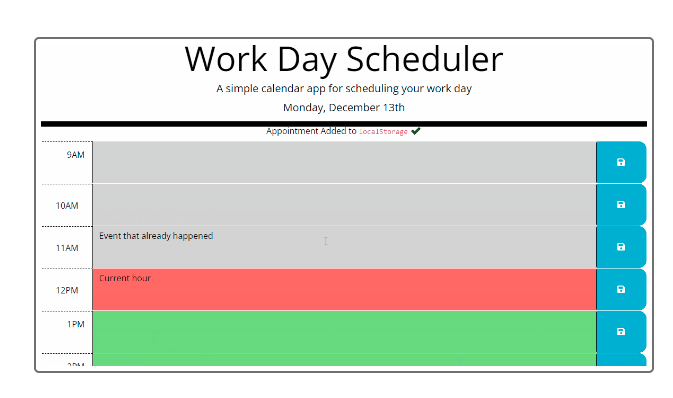 Work Day Scheduler
A simple calendar app for scheduling your work day
Monday, December 13th
Appointment Added to localStorage ✔
9AM
10AM
11AM Event that already happened
12PM Current hour
1PM
2PM